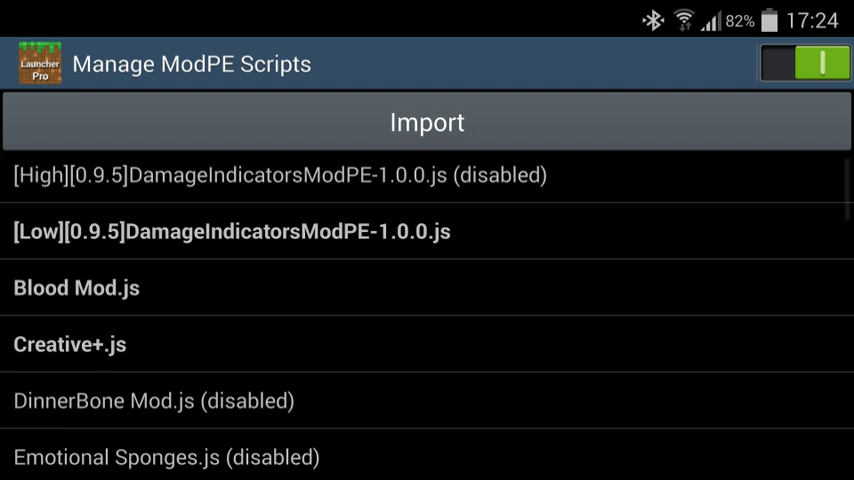 82% 17:24
Launcher
Pro
Manage ModPE Scripts
Import
[High][0.9.5]DamageIndicatorsModPE-1.0.0.js (disabled)
[Low][0.9.5]DamageIndicatorsModPE-1.0.0.js
Blood Mod.js
Creative+.js
DinnerBone Mod.js (disabled)
Emotional Sponges.js (disabled)